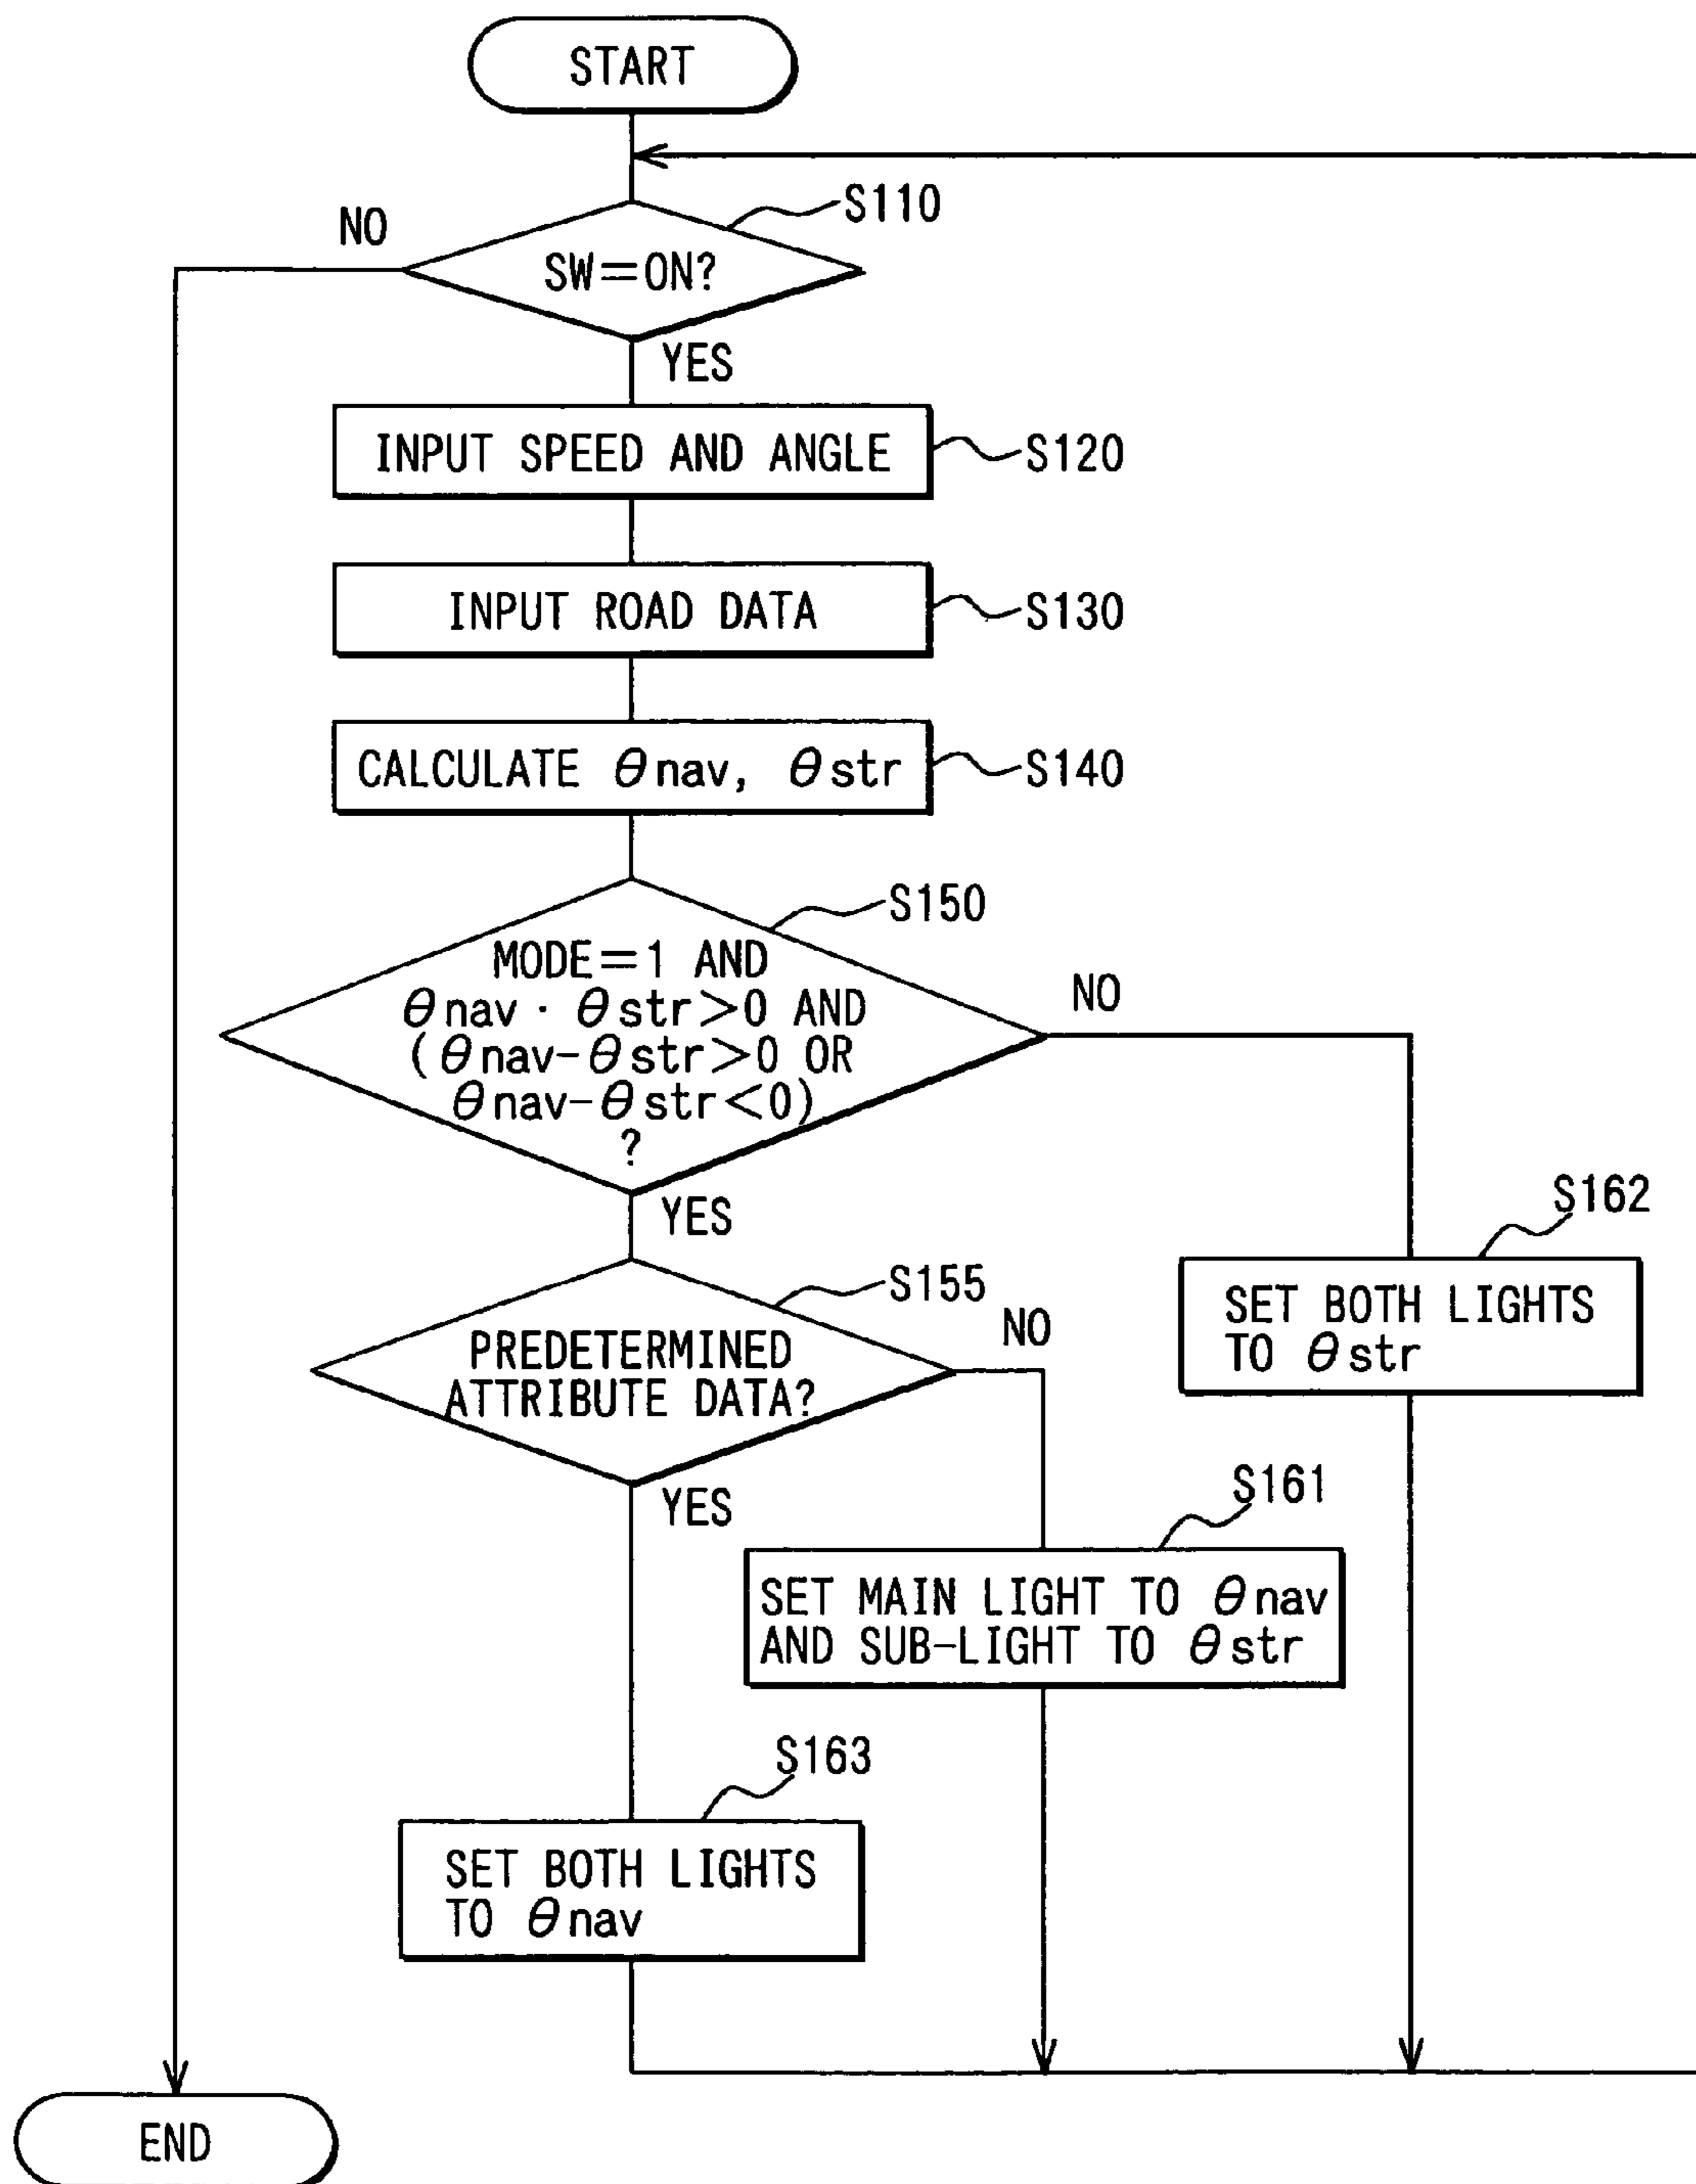 START
S110
NO
SW=ON?
YES
INPUT SPEED AND ANGLE
S120
INPUT ROAD DATA
S130
CALCULATE θnav, θstr
S140
S150
MODE=1 AND
θnav・θstr>0 AND
(θnav-θstr>0 OR
θnav-θstr<0)
?
NO
YES
S162
SET BOTH LIGHTS
TO θstr
S155
NO
PREDETERMINED
ATTRIBUTE DATA?
YES
S161
SET MAIN LIGHT TO θnav
AND SUB-LIGHT TO θstr
S163
SET BOTH LIGHTS
TO θnav
END